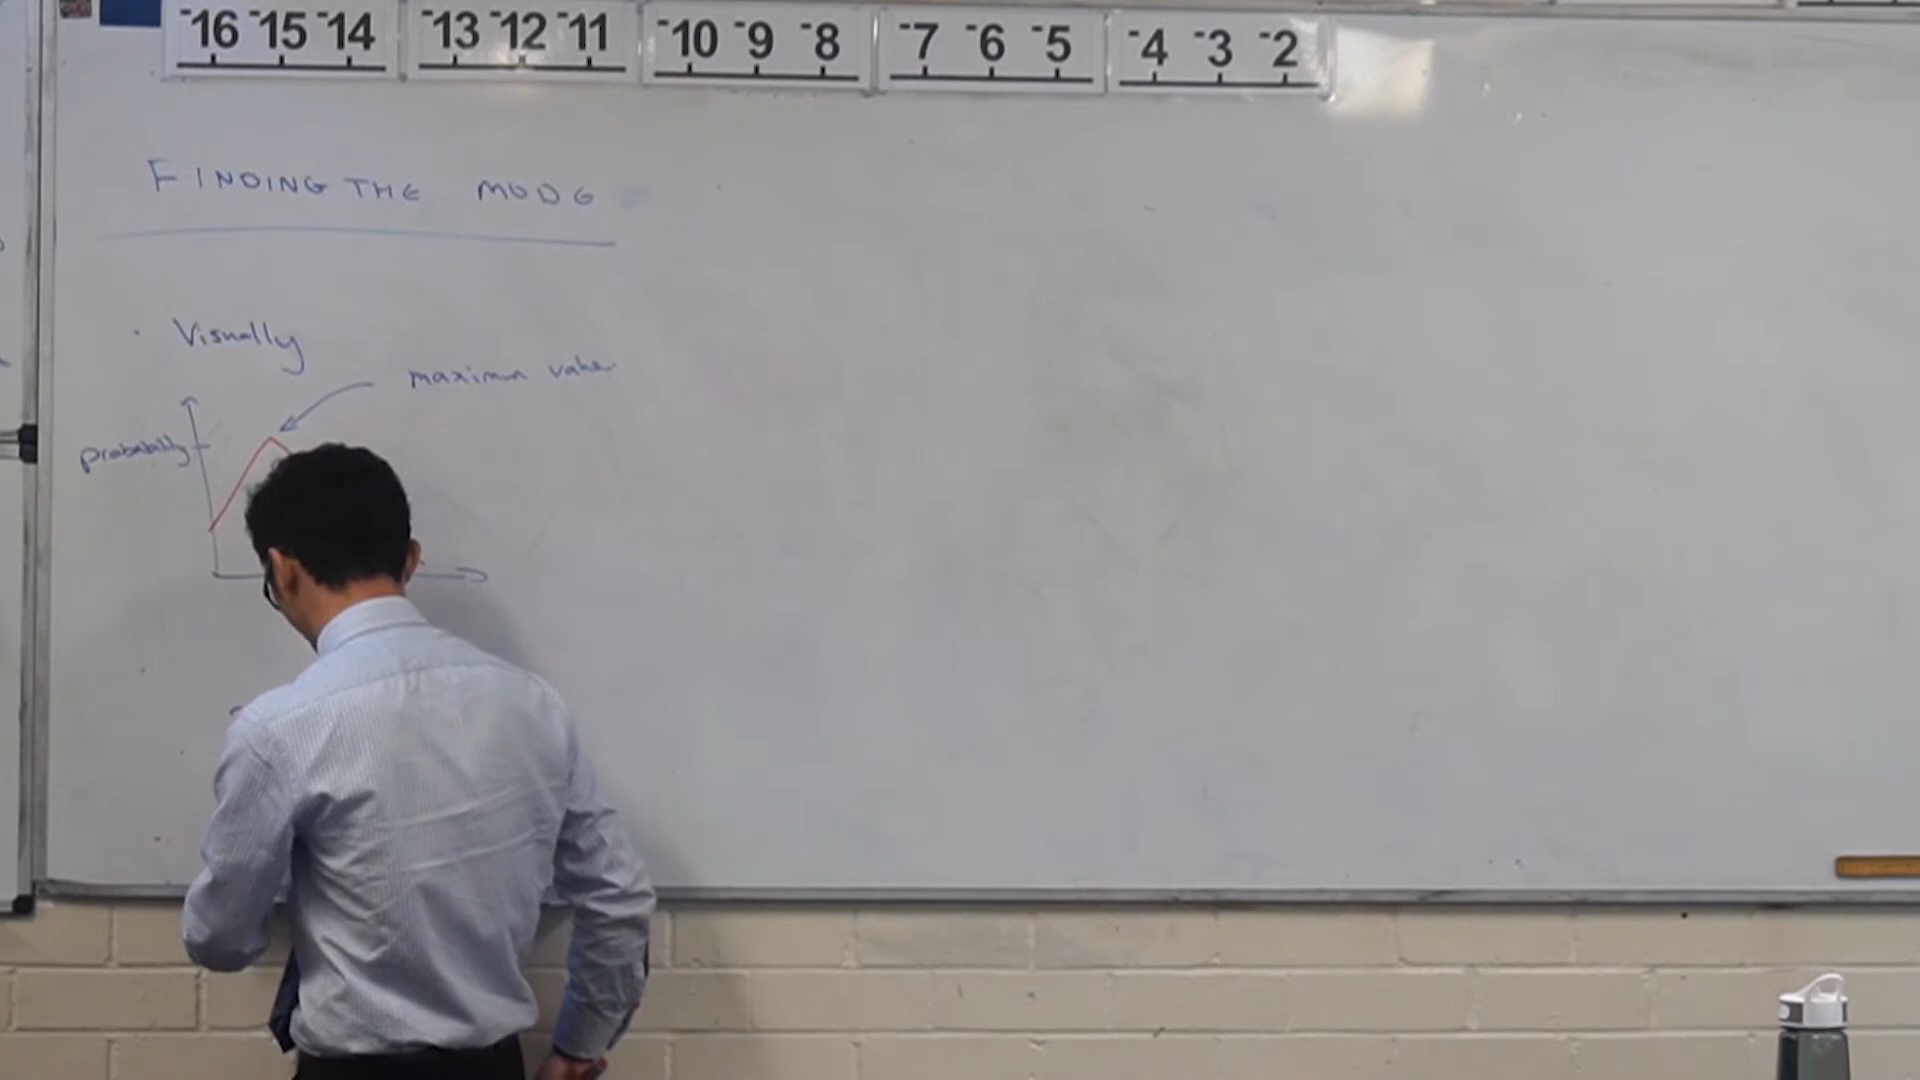 -16 -15 -14 -13 -12 -11 -10 -9 -8 -7 -6 -5 -4 -3 -2
FINDING THE MODE
· Visually
maximum value
probability